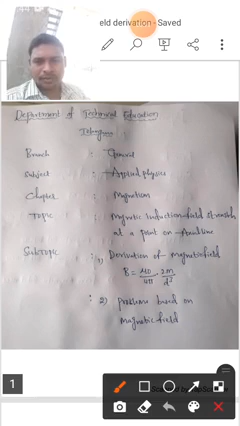 eld derivation - Saved
Department of Technical Education
Telangana
Branch : General
Subject : Applied physics
Chapter : Magnetism
Topic : Magnetic Induction field strength
at a point on Axial line
Subtopic : 1) Derivation of Magnetic field
B = μ0/4π . 2m/d³
: 2) Problems based on
Magnetic field
1